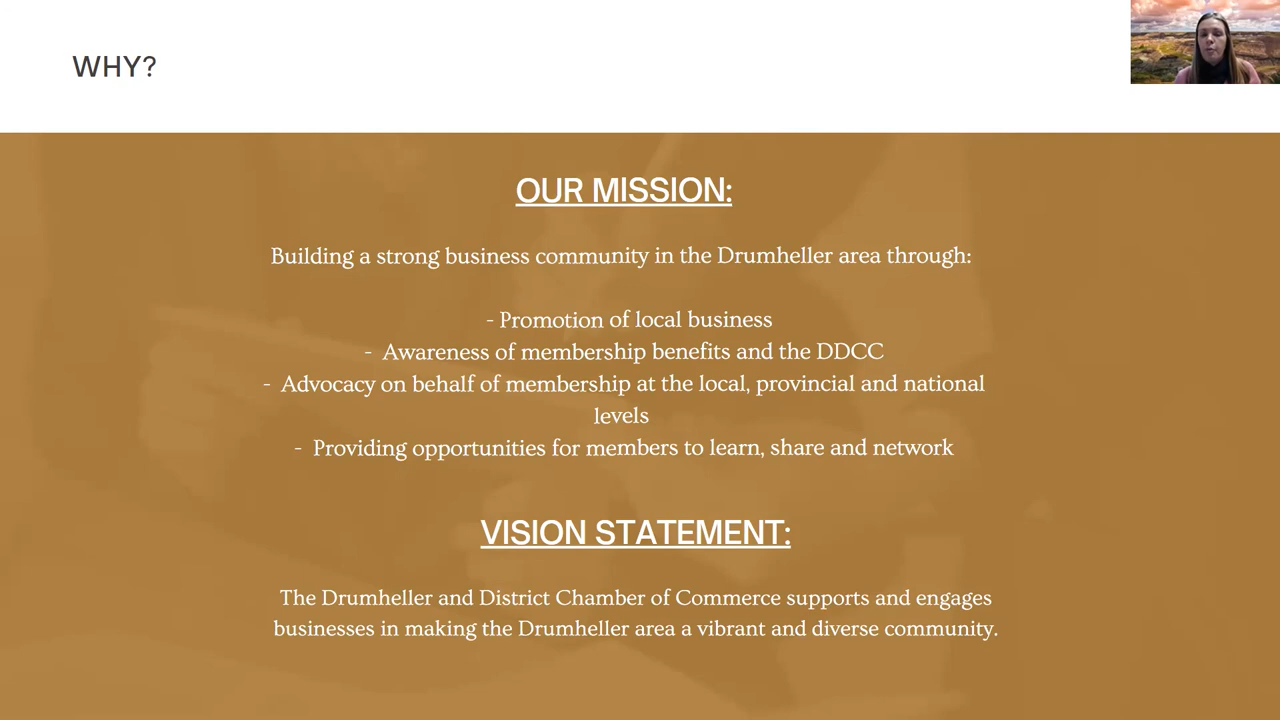 WHY?
OUR MISSION:
Building a strong business community in the Drumheller area through:
- Promotion of local business
- Awareness of membership benefits and the DDCC
- Advocacy on behalf of membership at the local, provincial and national
levels
- Providing opportunities for members to learn, share and network
VISION STATEMENT:
The Drumheller and District Chamber of Commerce supports and engages
businesses in making the Drumheller area a vibrant and diverse community.